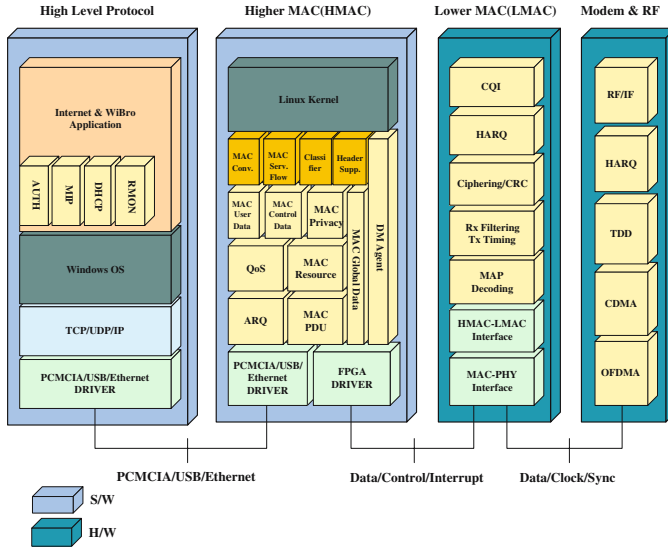 High Level Protocol
Internet & WiBro
Application
AUTH
MIP
DHCP
RMON
Windows OS
TCP/UDP/IP
PCMCIA/USB/Ethernet
DRIVER
Higher MAC(HMAC)
Linux Kernel
MAC
Conv.
MAC
Serv.
Flow
Classi
fier
Header
Supp.
MAC
User
Data
MAC
Control
Data
MAC
Privacy
MAC Global Data
DM Agent
QoS
MAC
Resource
ARQ
MAC
PDU
PCMCIA/USB/
Ethernet
DRIVER
FPGA
DRIVER
Lower MAC(LMAC)
CQI
HARQ
Ciphering/CRC
Rx Filtering
Tx Timing
MAP
Decoding
HMAC-LMAC
Interface
MAC-PHY
Interface
Modem & RF
RF/IF
HARQ
TDD
CDMA
OFDMA
PCMCIA/USB/Ethernet
Data/Control/Interrupt
Data/Clock/Sync
S/W
H/W